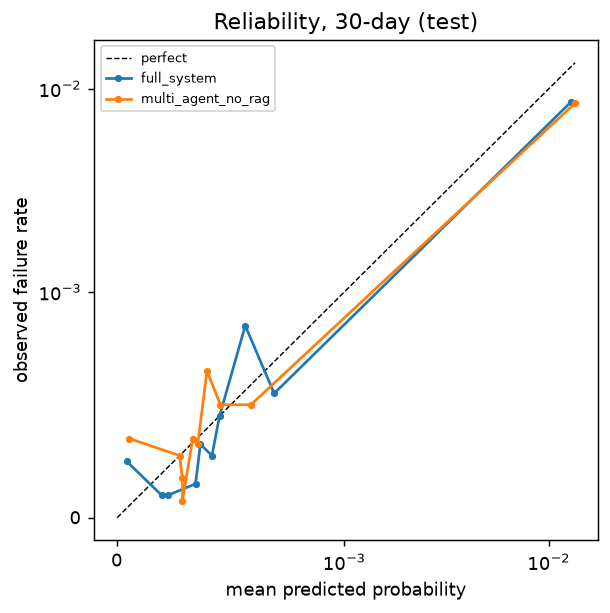 Reliability, 30-day (test)
perfect
full_system
multi_agent_no_rag
10⁻²
10⁻³
0
observed failure rate
0
10⁻³
10⁻²
mean predicted probability